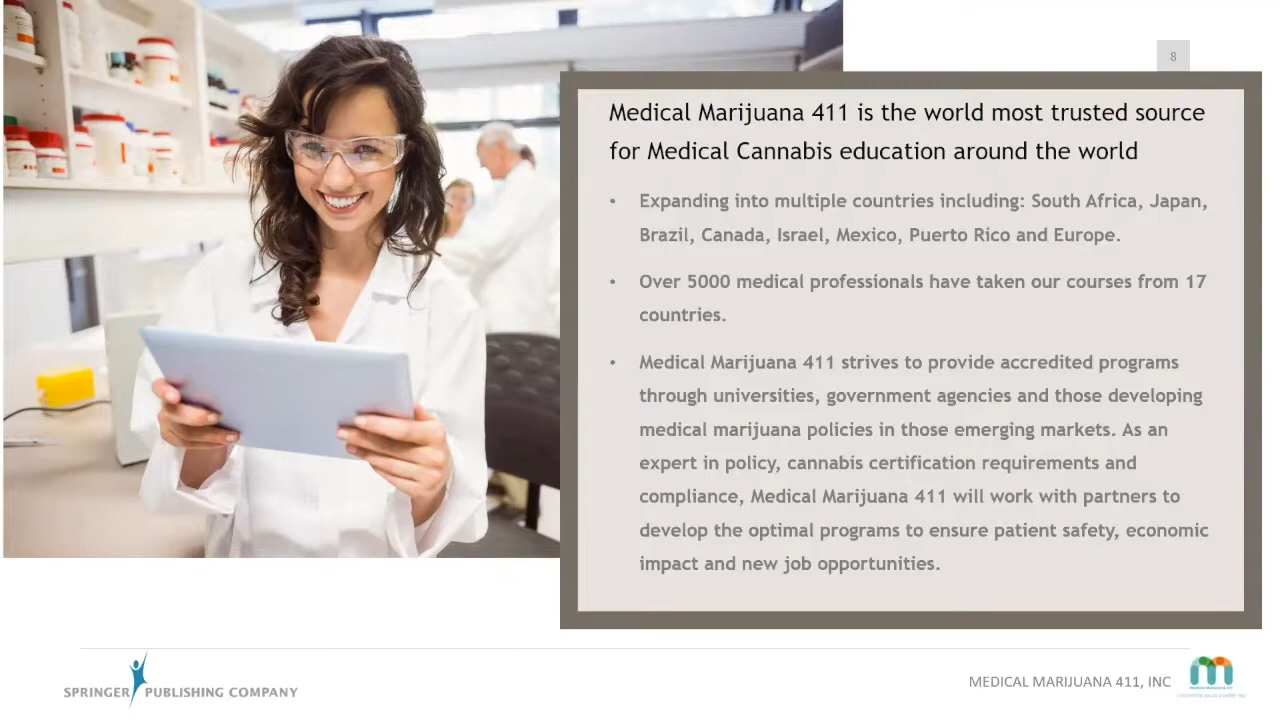 8
Medical Marijuana 411 is the world most trusted source
for Medical Cannabis education around the world
• Expanding into multiple countries including: South Africa, Japan,
Brazil, Canada, Israel, Mexico, Puerto Rico and Europe.
• Over 5000 medical professionals have taken our courses from 17
countries.
• Medical Marijuana 411 strives to provide accredited programs
through universities, government agencies and those developing
medical marijuana policies in those emerging markets. As an
expert in policy, cannabis certification requirements and
compliance, Medical Marijuana 411 will work with partners to
develop the optimal programs to ensure patient safety, economic
impact and new job opportunities.
SPRINGER PUBLISHING COMPANY
MEDICAL MARIJUANA 411, INC
m
Medical Marijuana 411